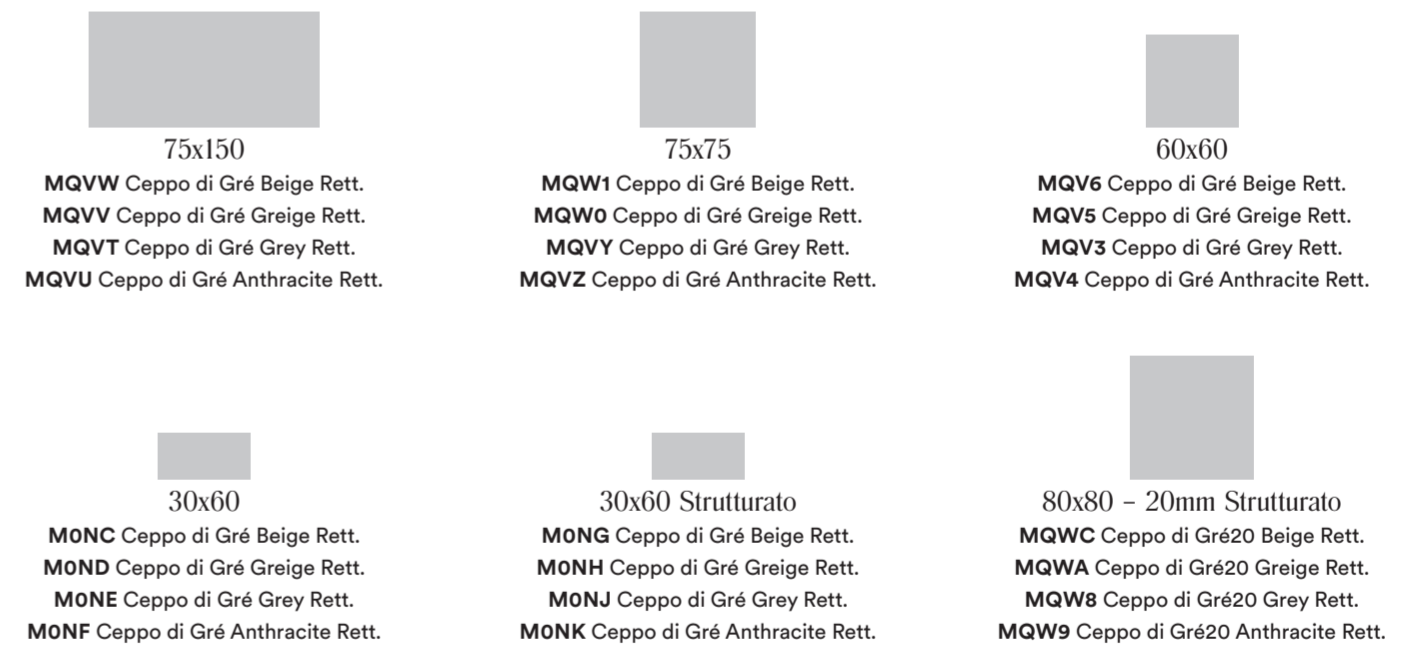 75x150
MQVW Ceppo di Gré Beige Rett.
MQVV Ceppo di Gré Greige Rett.
MQVT Ceppo di Gré Grey Rett.
MQVU Ceppo di Gré Anthracite Rett.
75x75
MQW1 Ceppo di Gré Beige Rett.
MQW0 Ceppo di Gré Greige Rett.
MQVY Ceppo di Gré Grey Rett.
MQVZ Ceppo di Gré Anthracite Rett.
60x60
MQV6 Ceppo di Gré Beige Rett.
MQV5 Ceppo di Gré Greige Rett.
MQV3 Ceppo di Gré Grey Rett.
MQV4 Ceppo di Gré Anthracite Rett.
30x60
M0NC Ceppo di Gré Beige Rett.
M0ND Ceppo di Gré Greige Rett.
M0NE Ceppo di Gré Grey Rett.
M0NF Ceppo di Gré Anthracite Rett.
30x60 Strutturato
M0NG Ceppo di Gré Beige Rett.
M0NH Ceppo di Gré Greige Rett.
M0NJ Ceppo di Gré Grey Rett.
M0NK Ceppo di Gré Anthracite Rett.
80x80 – 20mm Strutturato
MQWC Ceppo di Gré20 Beige Rett.
MQWA Ceppo di Gré20 Greige Rett.
MQW8 Ceppo di Gré20 Grey Rett.
MQW9 Ceppo di Gré20 Anthracite Rett.